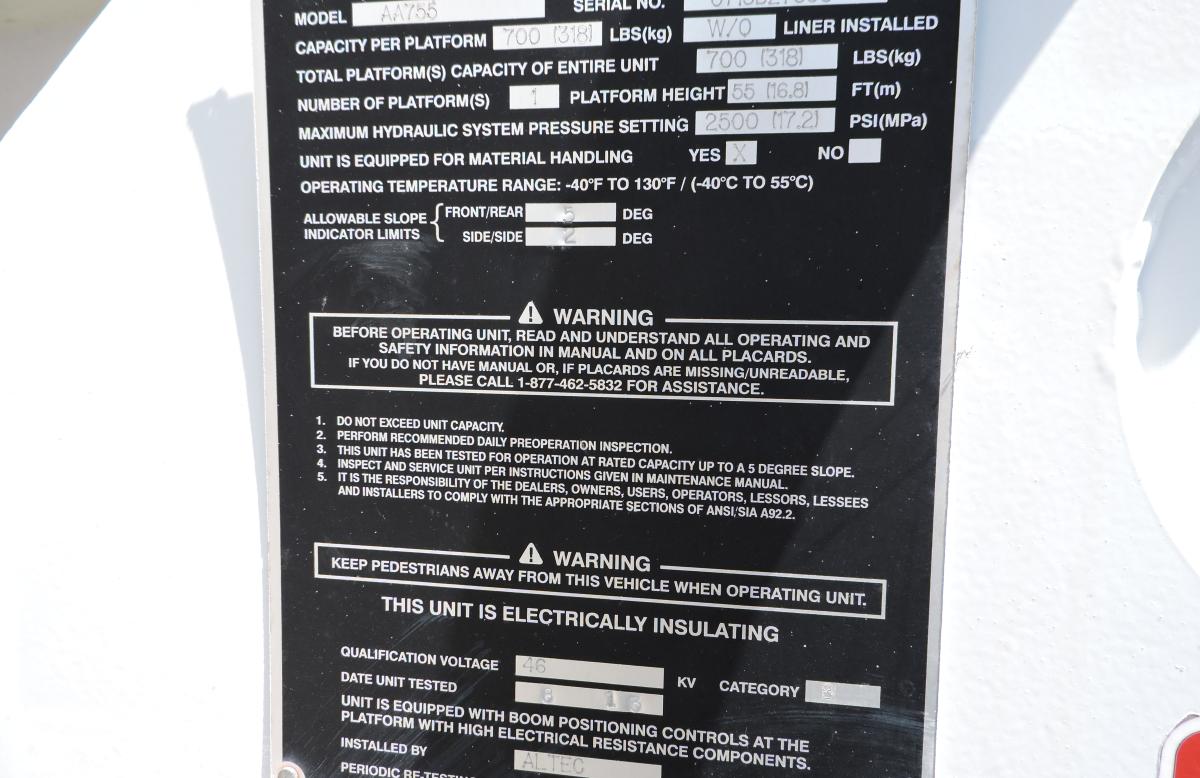 MODEL AA755 SERIAL NO.
CAPACITY PER PLATFORM 700 (318) LBS(kg) W/O LINER INSTALLED
TOTAL PLATFORM(S) CAPACITY OF ENTIRE UNIT 700 (318) LBS(kg)
NUMBER OF PLATFORM(S) 1 PLATFORM HEIGHT 55 (16.8) FT(m)
MAXIMUM HYDRAULIC SYSTEM PRESSURE SETTING 2500 (17.2) PSI(MPa)
UNIT IS EQUIPPED FOR MATERIAL HANDLING YES X NO
OPERATING TEMPERATURE RANGE: -40°F TO 130°F / (-40°C TO 55°C)
ALLOWABLE SLOPE INDICATOR LIMITS { FRONT/REAR 5 DEG
SIDE/SIDE 2 DEG
⚠ WARNING
BEFORE OPERATING UNIT, READ AND UNDERSTAND ALL OPERATING AND
SAFETY INFORMATION IN MANUAL AND ON ALL PLACARDS.
IF YOU DO NOT HAVE MANUAL OR, IF PLACARDS ARE MISSING/UNREADABLE,
PLEASE CALL 1-877-462-5832 FOR ASSISTANCE.
1. DO NOT EXCEED UNIT CAPACITY.
2. PERFORM RECOMMENDED DAILY PREOPERATION INSPECTION.
3. THIS UNIT HAS BEEN TESTED FOR OPERATION AT RATED CAPACITY UP TO A 5 DEGREE SLOPE.
4. INSPECT AND SERVICE UNIT PER INSTRUCTIONS GIVEN IN MAINTENANCE MANUAL.
5. IT IS THE RESPONSIBILITY OF THE DEALERS, OWNERS, USERS, OPERATORS, LESSORS, LESSEES
AND INSTALLERS TO COMPLY WITH THE APPROPRIATE SECTIONS OF ANSI/SIA A92.2.
⚠ WARNING
KEEP PEDESTRIANS AWAY FROM THIS VEHICLE WHEN OPERATING UNIT.
THIS UNIT IS ELECTRICALLY INSULATING
QUALIFICATION VOLTAGE 46 KV CATEGORY
DATE UNIT TESTED 8
UNIT IS EQUIPPED WITH BOOM POSITIONING CONTROLS AT THE
PLATFORM WITH HIGH ELECTRICAL RESISTANCE COMPONENTS.
INSTALLED BY ALTEC
PERIODIC